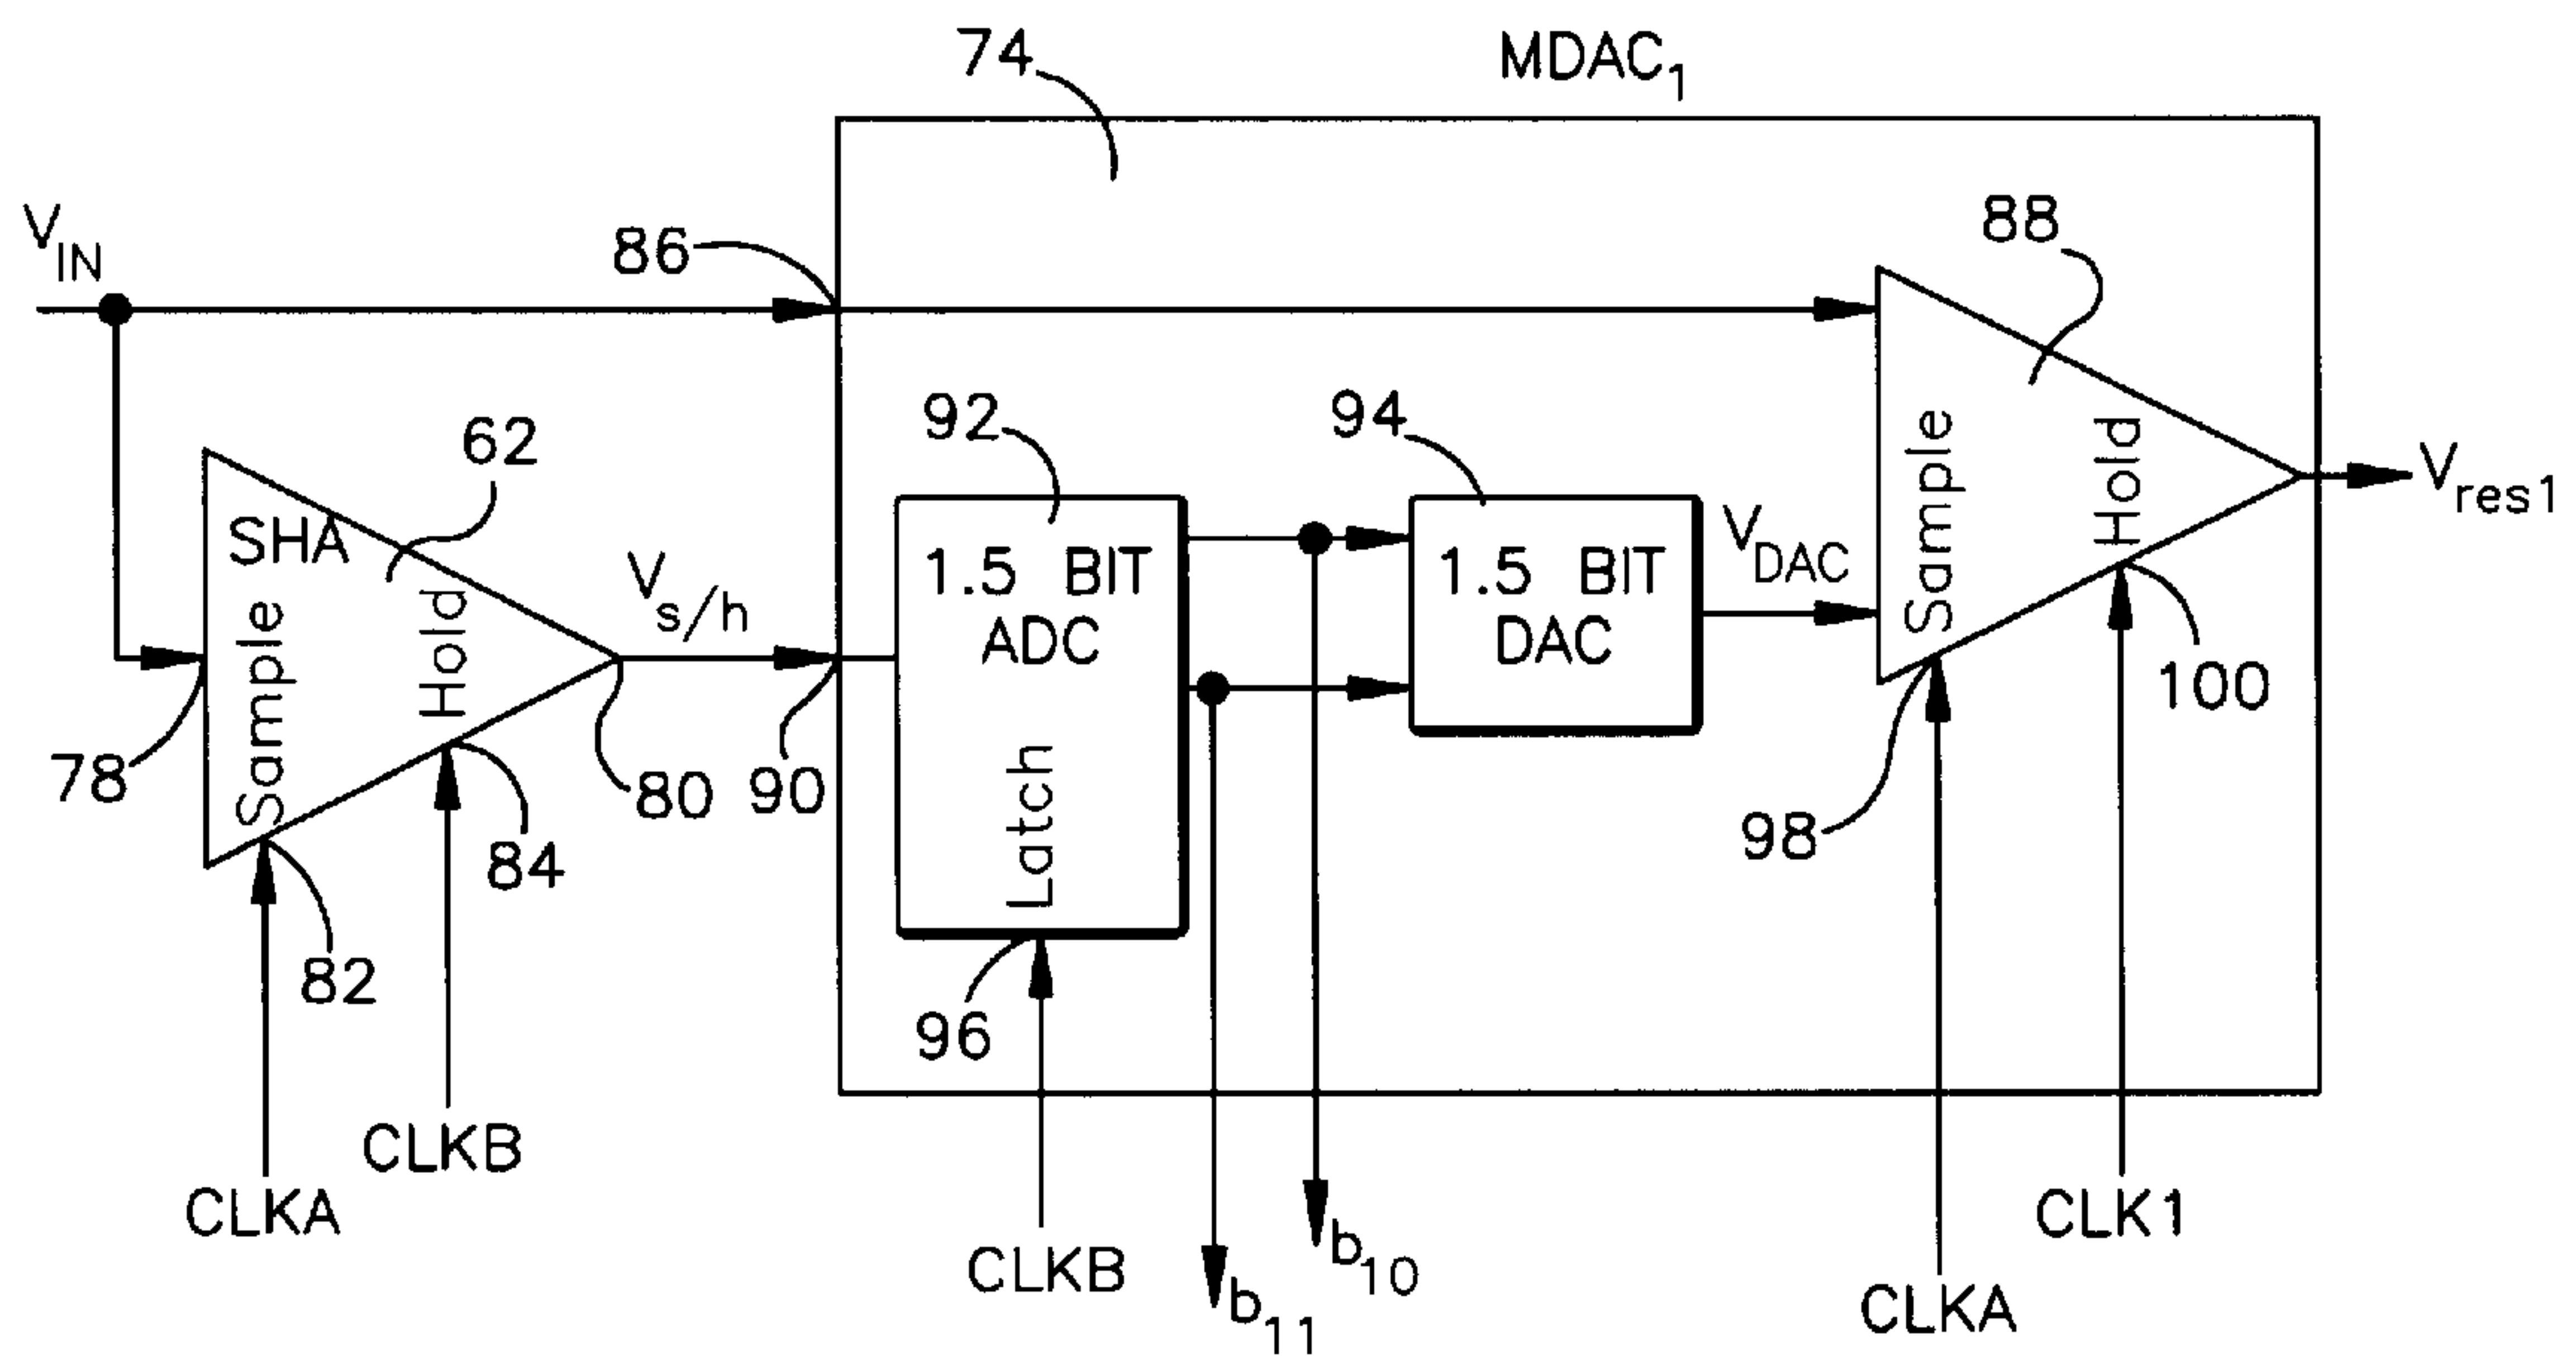 MDAC1
74
VIN
86
88
92
94
62
SHA
Sample
Hold
Vs/h
1.5 BIT
ADC
Latch
1.5 BIT
DAC
VDAC
Sample
Hold
Vres1
78
80
90
84
82
96
98
100
CLKB
CLKA
CLKB
b10
b11
CLK1
CLKA